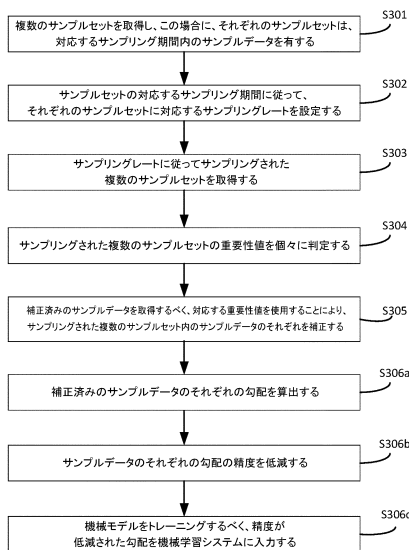 S301
複数のサンプルセットを取得し、この場合に、それぞれのサンプルセットは、
対応するサンプリング期間内のサンプルデータを有する
S302
サンプルセットの対応するサンプリング期間に従って、
それぞれのサンプルセットに対応するサンプリングレートを設定する
S303
サンプリングレートに従ってサンプリングされた
複数のサンプルセットを取得する
S304
サンプリングされた複数のサンプルセットの重要性値を個々に判定する
S305
補正済みのサンプルデータを取得するべく、対応する重要性値を使用することにより、
サンプリングされた複数のサンプルセット内のサンプルデータのそれぞれを補正する
S306a
補正済みのサンプルデータのそれぞれの勾配を算出する
S306b
サンプルデータのそれぞれの勾配の精度を低減する
S306c
機械モデルをトレーニングするべく、精度が
低減された勾配を機械学習システムに入力する